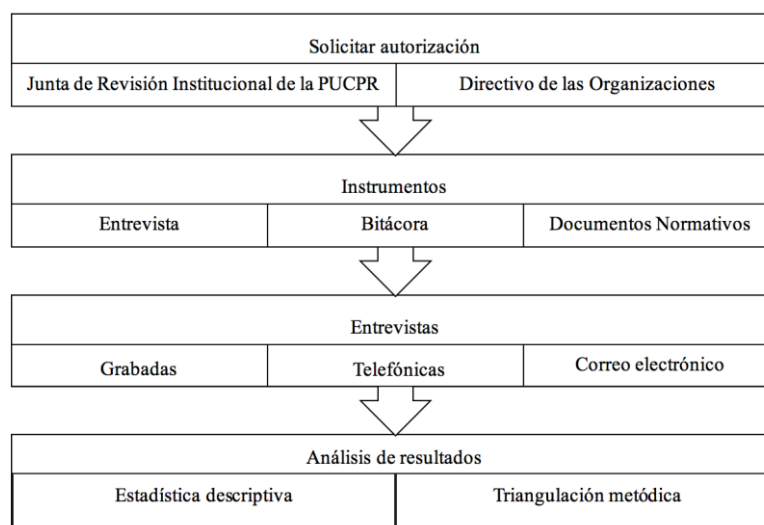 Solicitar autorización
Junta de Revisión Institucional de la PUCPR
Directivo de las Organizaciones
Instrumentos
Entrevista
Bitácora
Documentos Normativos
Entrevistas
Grabadas
Telefónicas
Correo electrónico
Análisis de resultados
Estadística descriptiva
Triangulación metódica